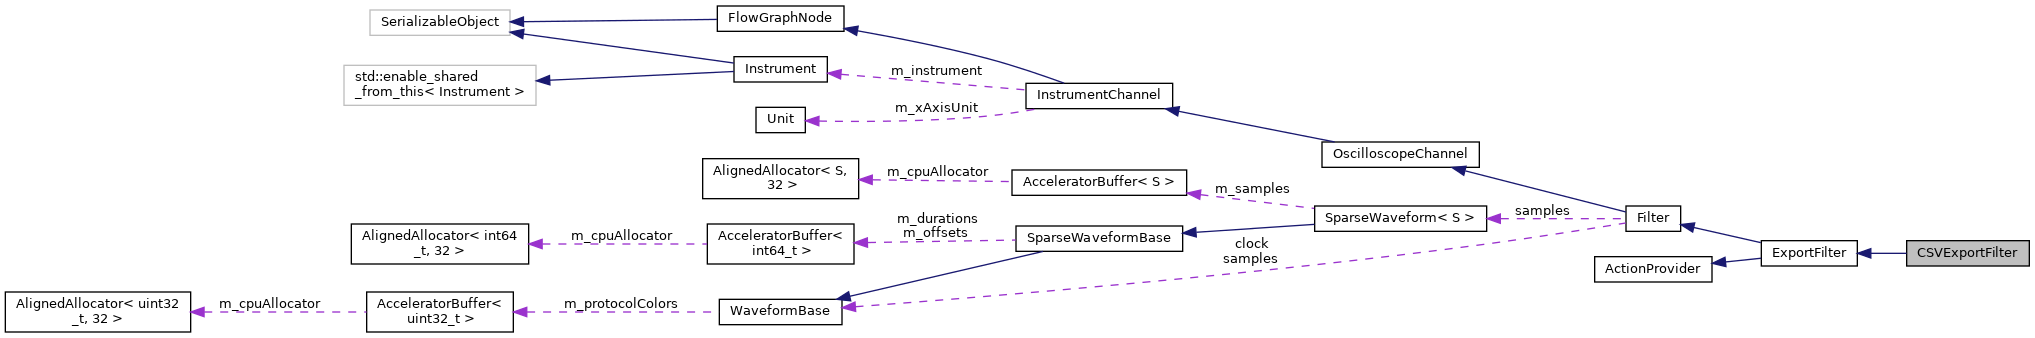 SerializableObject
FlowGraphNode
std::enable_shared
_from_this< Instrument >
Instrument
m_instrument
InstrumentChannel
Unit
m_xAxisUnit
OscilloscopeChannel
AlignedAllocator< S,
32 >
m_cpuAllocator
AcceleratorBuffer< S >
m_samples
SparseWaveform< S >
samples
Filter
AlignedAllocator< int64
_t, 32 >
m_cpuAllocator
AcceleratorBuffer<
int64_t >
m_durations
m_offsets
SparseWaveformBase
clock
samples
ActionProvider
ExportFilter
CSVExportFilter
AlignedAllocator< uint32
_t, 32 >
m_cpuAllocator
AcceleratorBuffer<
uint32_t >
m_protocolColors
WaveformBase